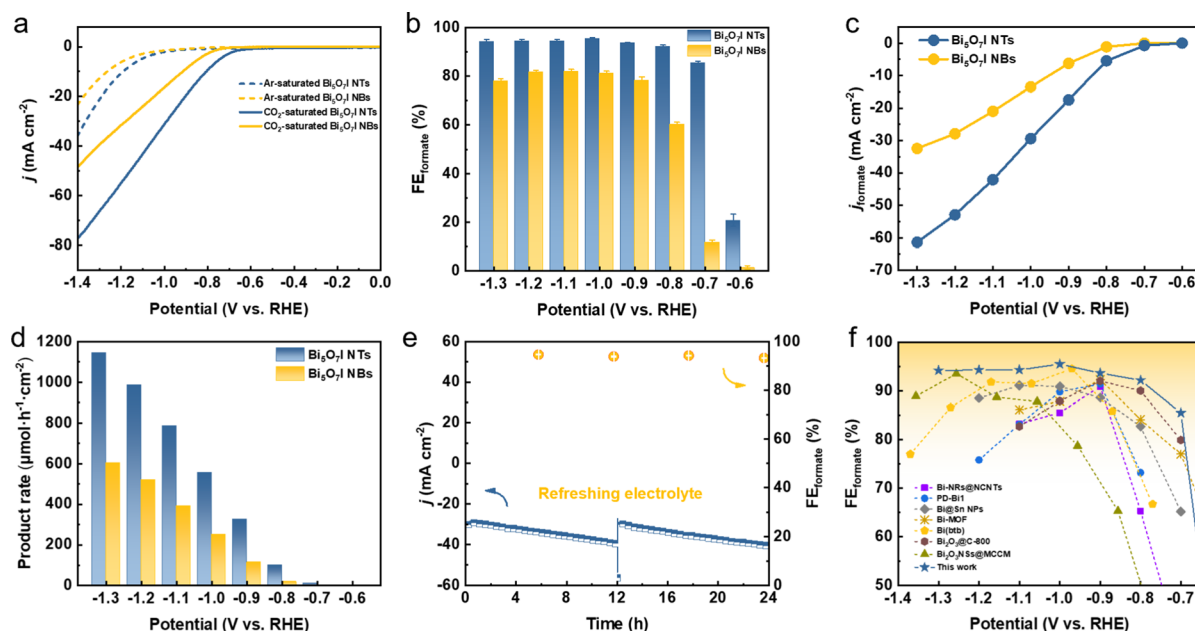 a
0
-20
-40
-60
-80
j (mA cm⁻²)
Ar-saturated Bi₅O₇I NTs
Ar-saturated Bi₅O₇I NBs
CO₂-saturated Bi₅O₇I NTs
CO₂-saturated Bi₅O₇I NBs
-1.4 -1.2 -1.0 -0.8 -0.6 -0.4 -0.2 0.0
Potential (V vs. RHE)
b
100
80
60
40
20
0
FEformate (%)
Bi₅O₇I NTs
Bi₅O₇I NBs
-1.3 -1.2 -1.1 -1.0 -0.9 -0.8 -0.7 -0.6
Potential (V vs. RHE)
c
0
-10
-20
-30
-40
-50
-60
-70
jformate (mA cm⁻²)
Bi₅O₇I NTs
Bi₅O₇I NBs
-1.3 -1.2 -1.1 -1.0 -0.9 -0.8 -0.7 -0.6
Potential (V vs. RHE)
d
1200
1000
800
600
400
200
0
Product rate (μmol·h⁻¹·cm⁻²)
Bi₅O₇I NTs
Bi₅O₇I NBs
-1.3 -1.2 -1.1 -1.0 -0.9 -0.8 -0.7 -0.6
Potential (V vs. RHE)
e
60
50
40
30
20
10
0
-20
-40
-60
j (mA cm⁻²)
Refreshing electrolyte
100
80
60
40
20
0
FEformate (%)
0 4 8 12 16 20 24
Time (h)
f
100
90
80
70
60
50
FEformate (%)
Bi-NRs@NCNTs
PD-Bi1
Bi@Sn NPs
Bi-MOF
Bi(btb)
Bi₂O₃@C-800
Bi₂O₃NSs@MCCM
This work
-1.4 -1.3 -1.2 -1.1 -1.0 -0.9 -0.8 -0.7
Potential (V vs. RHE)